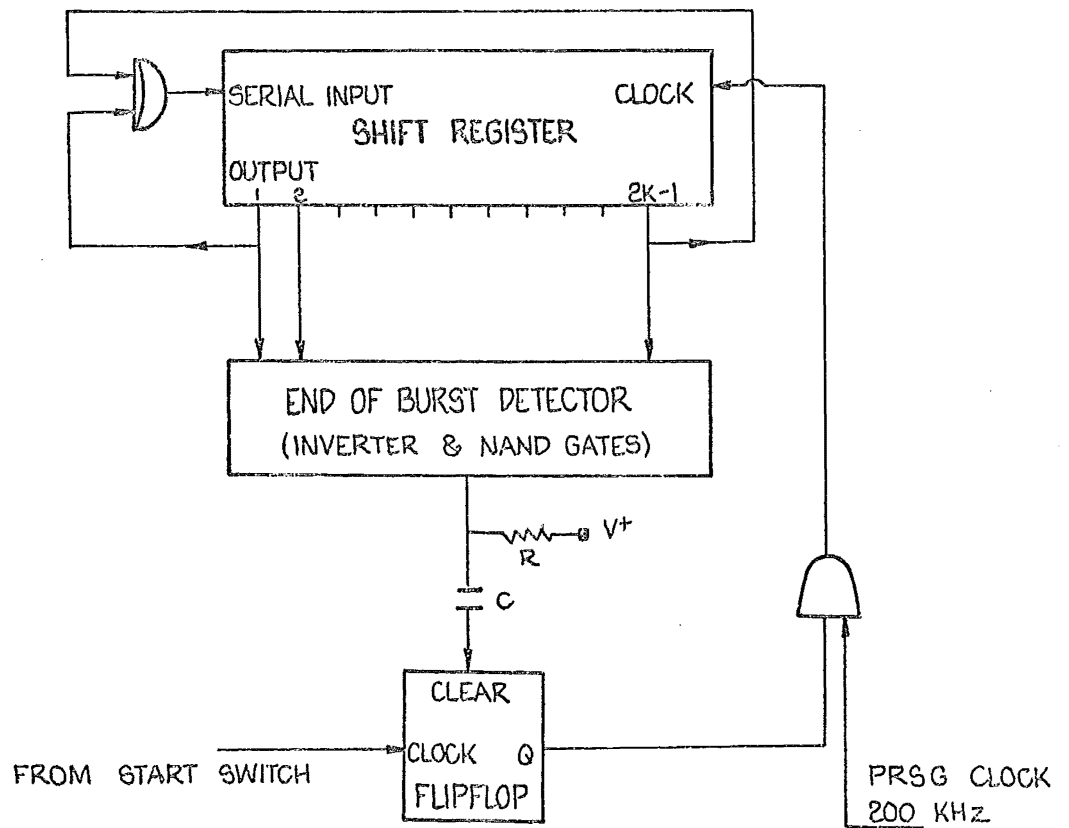 SERIAL INPUT
CLOCK
SHIFT REGISTER
OUTPUT
1
2
2K-1
END OF BURST DETECTOR
(INVERTER & NAND GATES)
V+
R
C
CLEAR
CLOCK Q
FLIPFLOP
FROM START SWITCH
PRSG CLOCK
200 KHZ